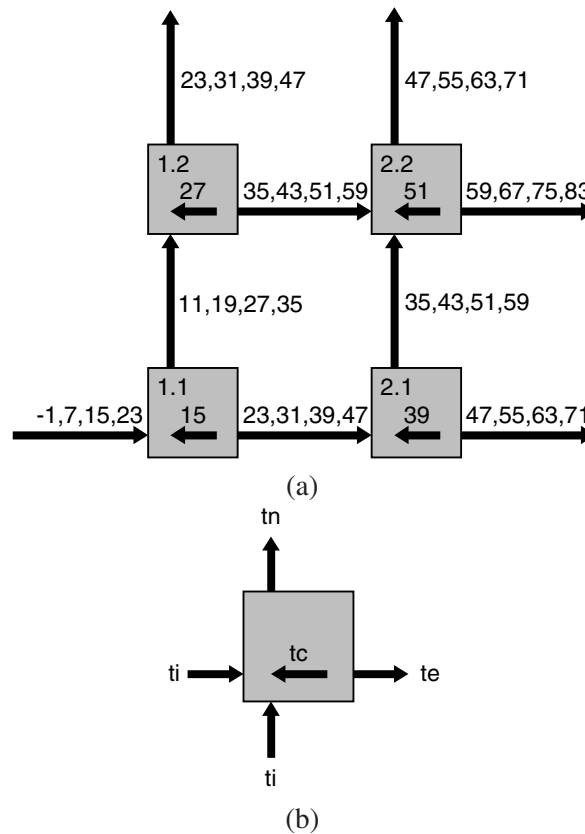 23,31,39,47
47,55,63,71
1.2
27
35,43,51,59
2.2
51
59,67,75,83
11,19,27,35
35,43,51,59
-1,7,15,23
1.1
15
23,31,39,47
2.1
39
47,55,63,71
(a)
tn
tc
ti
te
ti
(b)